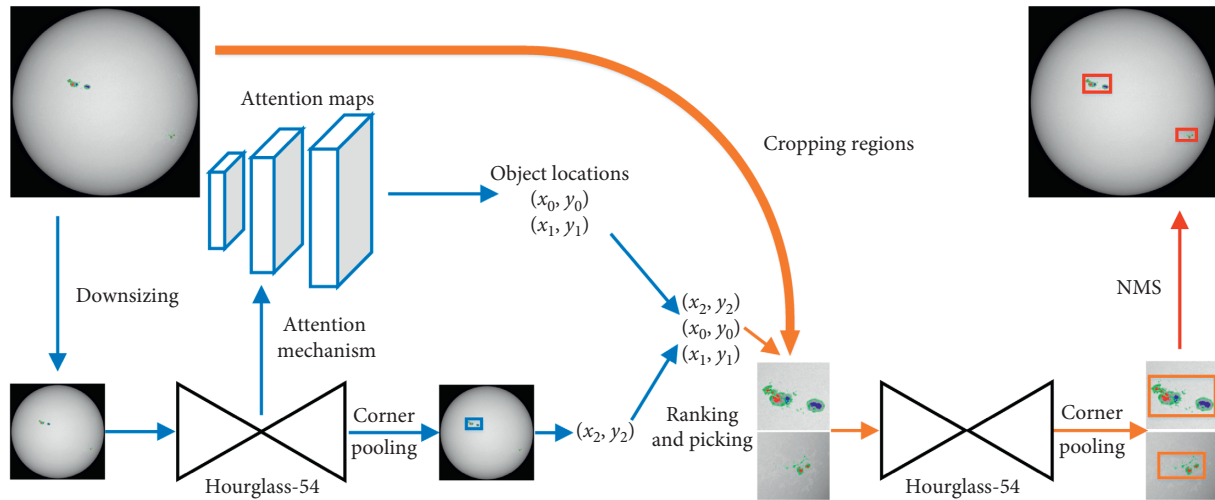 Attention maps
Cropping regions
Object locations
(x₀, y₀)
(x₁, y₁)
Downsizing
Attention
mechanism
(x₂, y₂)
(x₀, y₀)
(x₁, y₁)
NMS
Corner
pooling
(x₂, y₂)
Ranking
and picking
Corner
pooling
Hourglass-54
Hourglass-54